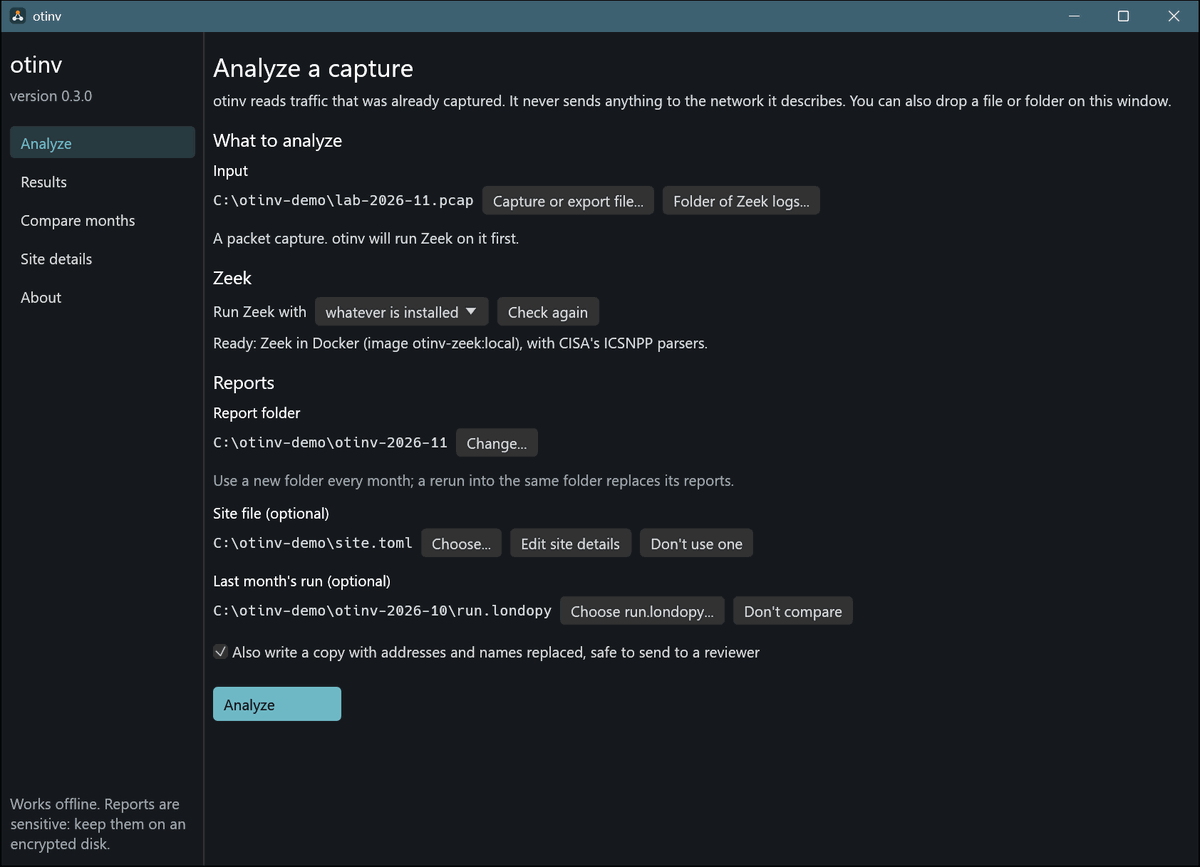 otinv
otinv
version 0.3.0
Analyze
Results
Compare months
Site details
About
Works offline. Reports are
sensitive: keep them on an
encrypted disk.
Analyze a capture
otinv reads traffic that was already captured. It never sends anything to the network it describes. You can also drop a file or folder on this window.
What to analyze
Input
C:\otinv-demo\lab-2026-11.pcap Capture or export file... Folder of Zeek logs...
A packet capture. otinv will run Zeek on it first.
Zeek
Run Zeek with whatever is installed Check again
Ready: Zeek in Docker (image otinv-zeek:local), with CISA's ICSNPP parsers.
Reports
Report folder
C:\otinv-demo\otinv-2026-11 Change...
Use a new folder every month; a rerun into the same folder replaces its reports.
Site file (optional)
C:\otinv-demo\site.toml Choose... Edit site details Don't use one
Last month's run (optional)
C:\otinv-demo\otinv-2026-10\run.londopy Choose run.londopy... Don't compare
Also write a copy with addresses and names replaced, safe to send to a reviewer
Analyze